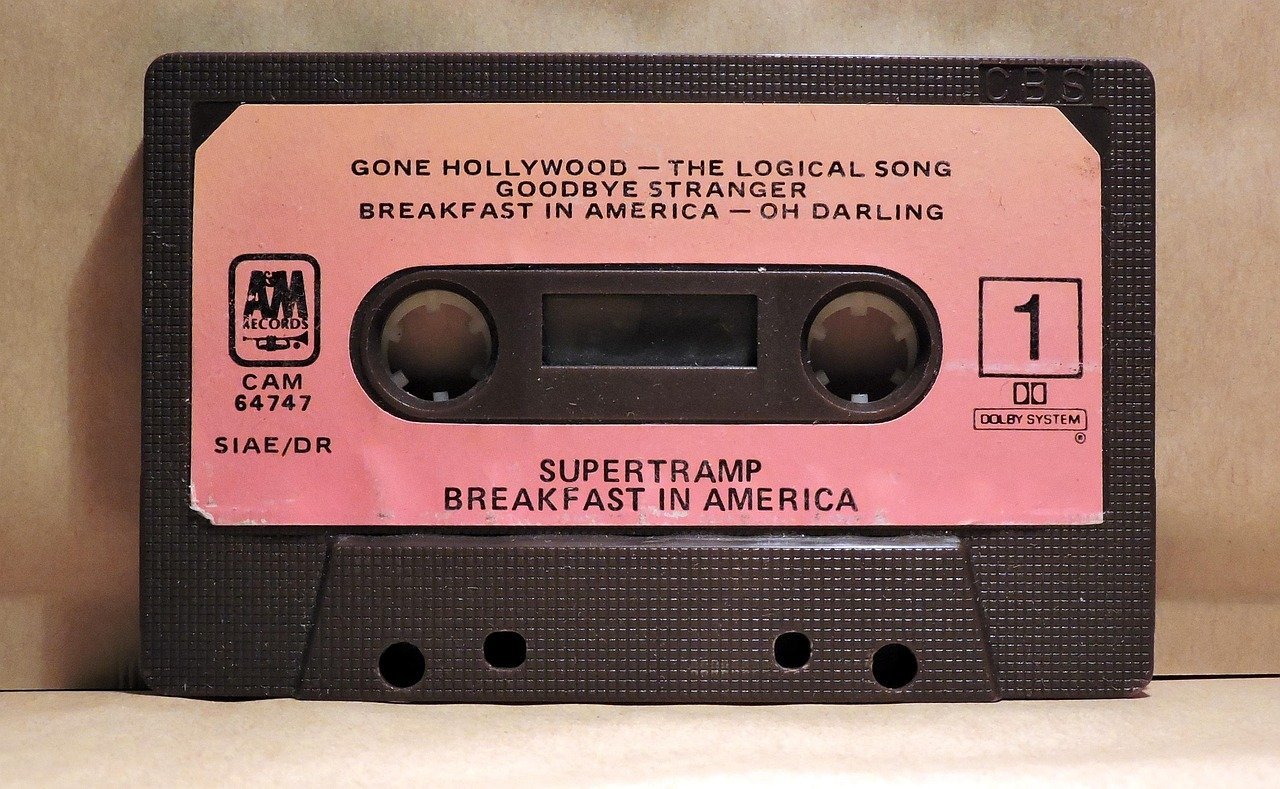 CBS
GONE HOLLYWOOD — THE LOGICAL SONG
GOODBYE STRANGER
BREAKFAST IN AMERICA — OH DARLING
A&M
RECORDS
CAM
64747
SIAE/DR
1
DOLBY SYSTEM
®
SUPERTRAMP
BREAKFAST IN AMERICA